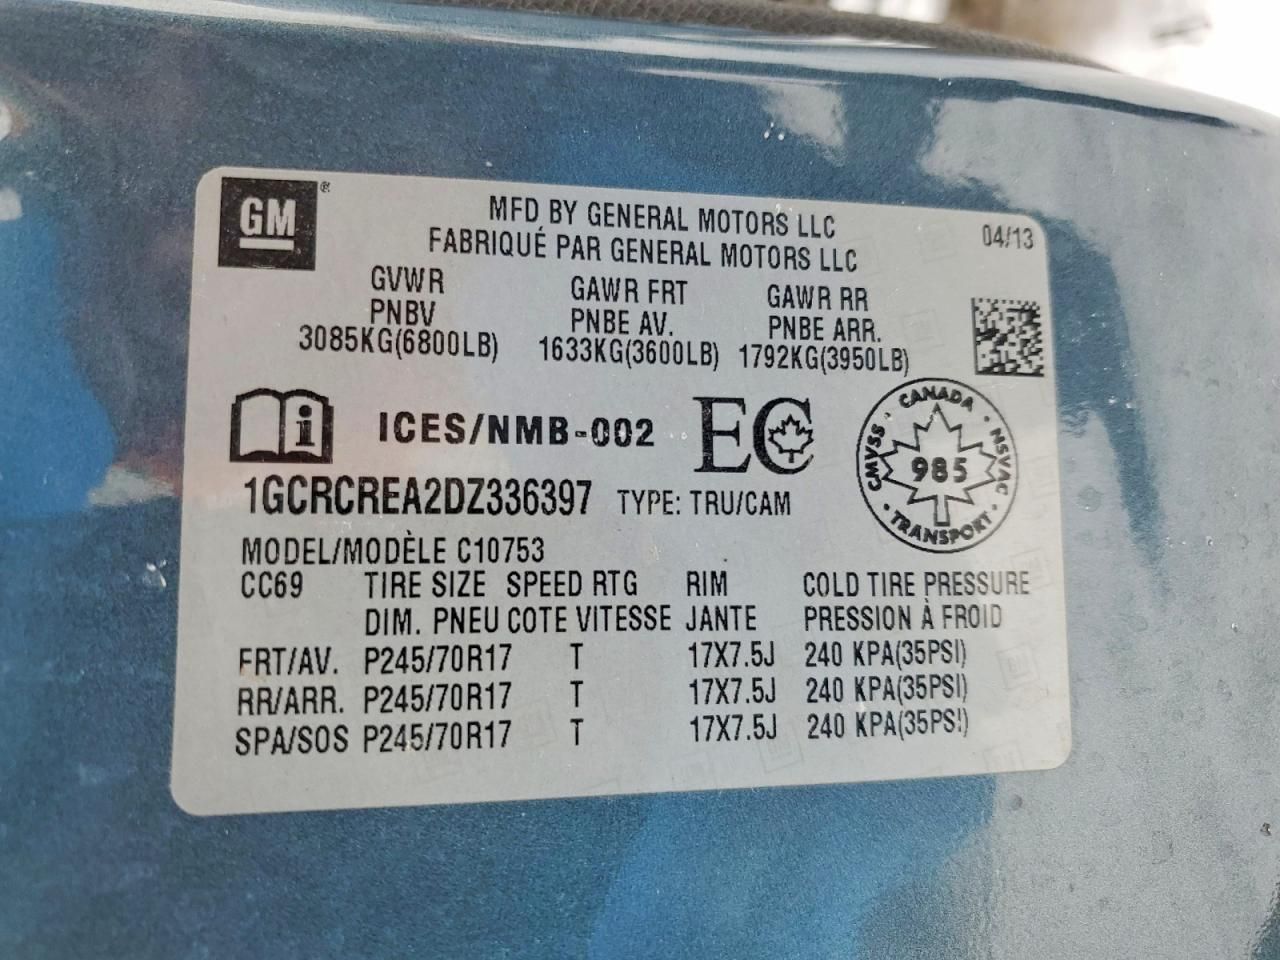 GM®
MFD BY GENERAL MOTORS LLC
FABRIQUÉ PAR GENERAL MOTORS LLC
04/13
GVWR GAWR FRT GAWR RR
PNBV PNBE AV. PNBE ARR.
3085KG(6800LB) 1633KG(3600LB) 1792KG(3950LB)
i ICES/NMB-002 EC
CANADA
CMVSS 985 NSVAC
TRANSPORT
1GCRCREA2DZ336397 TYPE: TRU/CAM
MODEL/MODÈLE C10753
CC69 TIRE SIZE SPEED RTG RIM COLD TIRE PRESSURE
DIM. PNEU COTE VITESSE JANTE PRESSION À FROID
FRT/AV. P245/70R17 T 17X7.5J 240 KPA(35PSI)
RR/ARR. P245/70R17 T 17X7.5J 240 KPA(35PSI)
SPA/SOS P245/70R17 T 17X7.5J 240 KPA(35PSI)